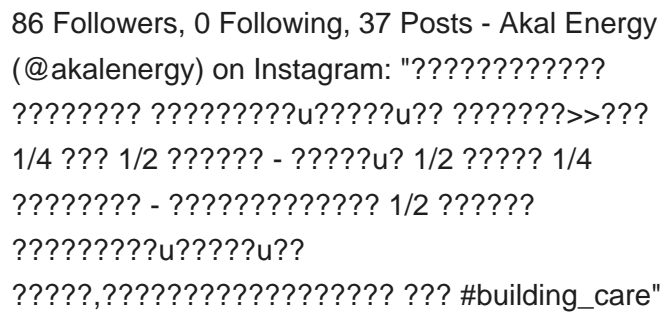 86 Followers, 0 Following, 37 Posts - Akal Energy
(@akalenergy) on Instagram: "????????????
???????? ?????????u?????u?? ???????>>???
1/4 ??? 1/2 ?????? - ?????u? 1/2 ????? 1/4
???????? - ????????????? 1/2 ??????
?????????u?????u??
?????,?????????????????? ??? #building_care"